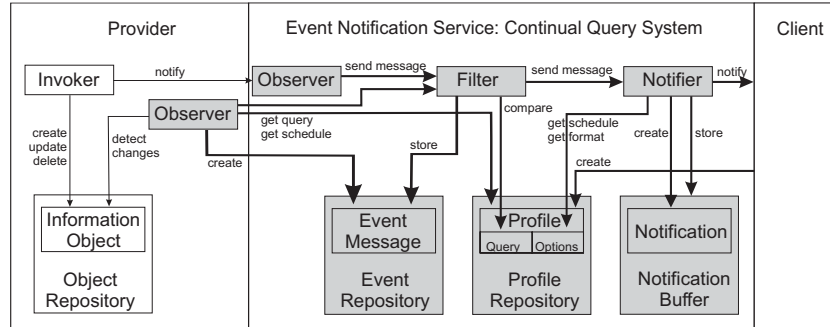 Provider
Event Notification Service: Continual Query System
Client
Invoker
notify
Observer
send message
Filter
send message
Notifier
notify
Observer
get query
get schedule
compare
get schedule
get format
create
update
delete
detect
changes
create
store
create
store
create
Information
Object
Object
Repository
Event
Message
Event
Repository
Profile
Query
Options
Profile
Repository
Notification
Notification
Buffer